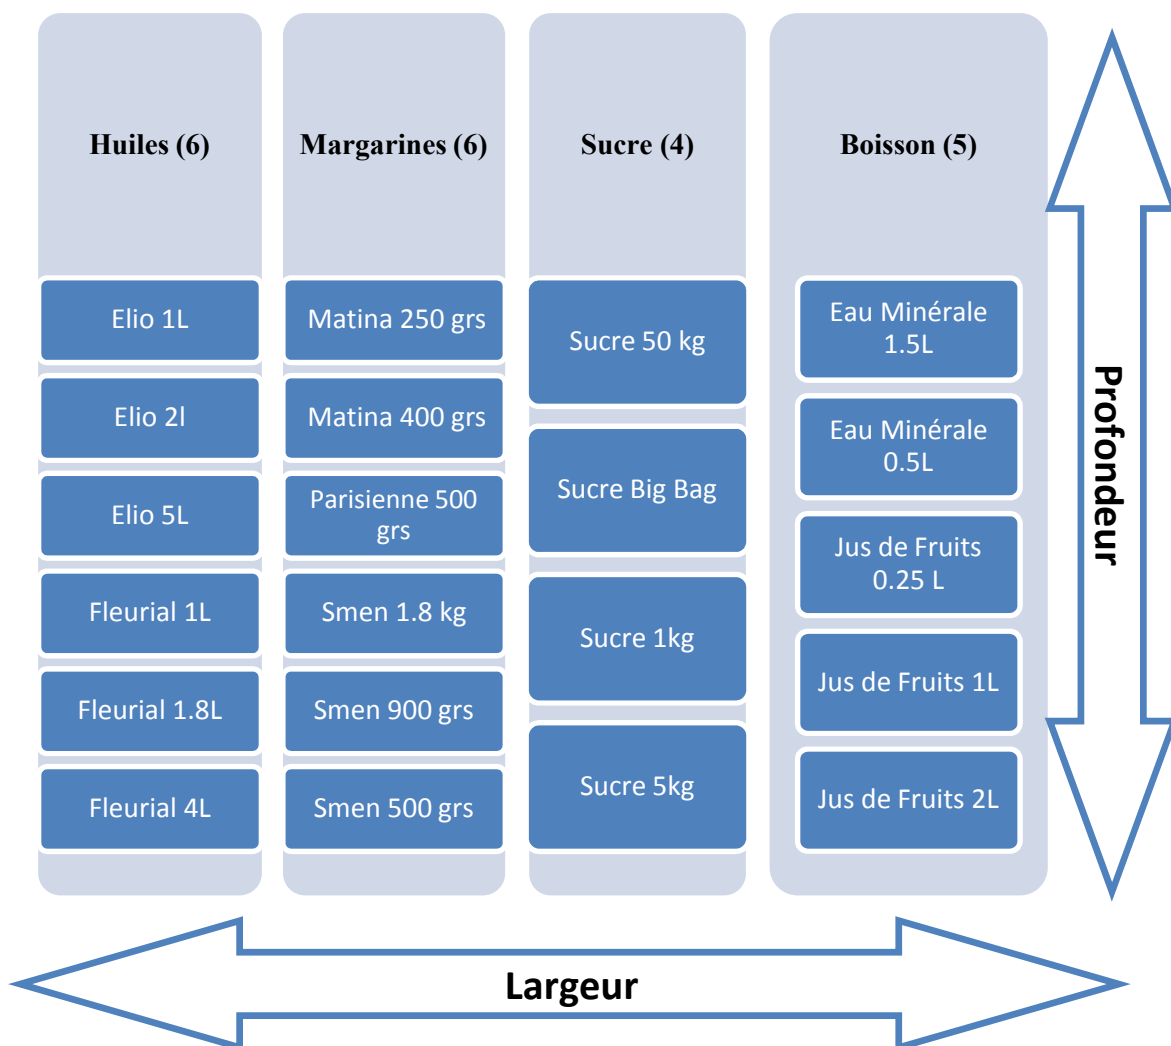 Huiles (6)
Elio 1L
Elio 2l
Elio 5L
Fleurial 1L
Fleurial 1.8L
Fleurial 4L
Margarines (6)
Matina 250 grs
Matina 400 grs
Parisienne 500
grs
Smen 1.8 kg
Smen 900 grs
Smen 500 grs
Sucre (4)
Sucre 50 kg
Sucre Big Bag
Sucre 1kg
Sucre 5kg
Boisson (5)
Eau Minérale
1.5L
Eau Minérale
0.5L
Jus de Fruits
0.25 L
Jus de Fruits 1L
Jus de Fruits 2L
Profondeur
Largeur